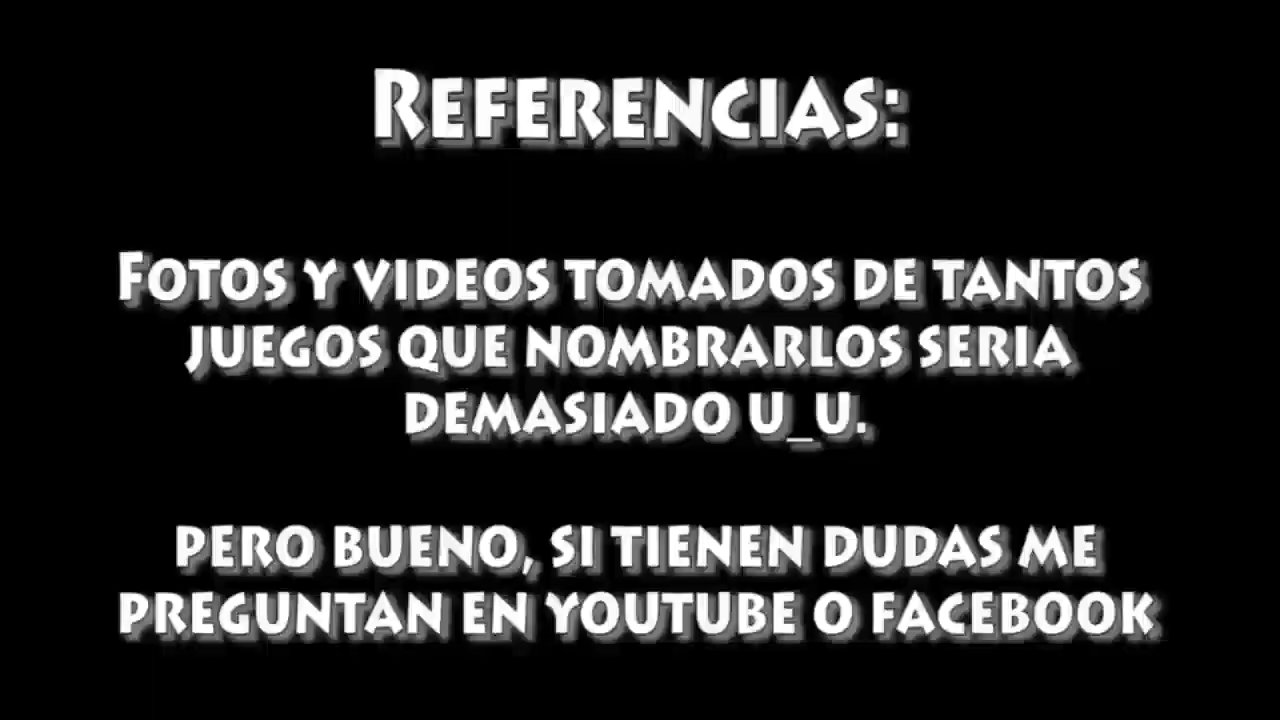 REFERENCIAS:
FOTOS Y VIDEOS TOMADOS DE TANTOS
JUEGOS QUE NOMBRARLOS SERIA
DEMASIADO U_U.
PERO BUENO, SI TIENEN DUDAS ME
PREGUNTAN EN YOUTUBE O FACEBOOK